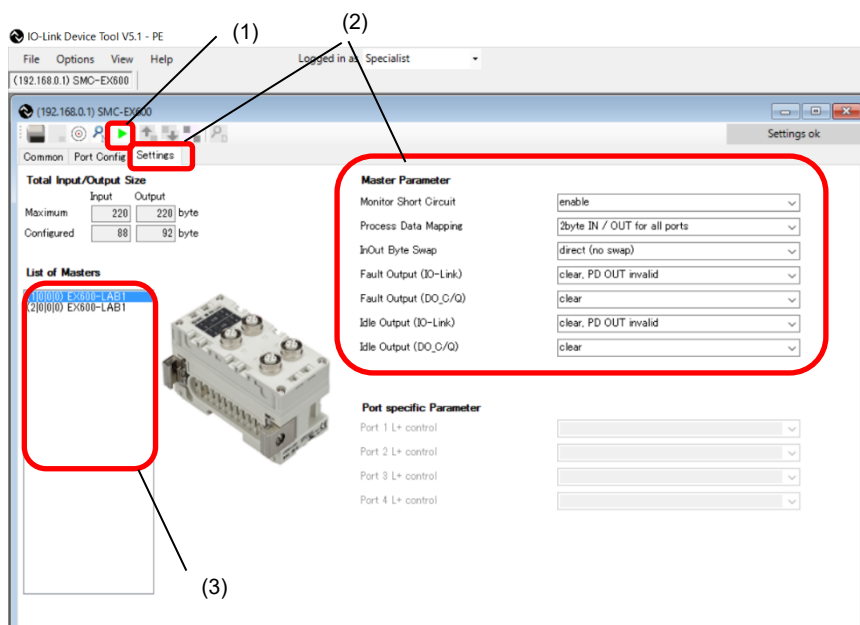 (1)
(2)
IO-Link Device Tool V5.1 - PE
File Options View Help Logged in as Specialist
(192.168.0.1) SMC-EX600
(192.168.0.1) SMC-EX600
Settings ok
Common Port Config Settings
Total Input/Output Size
Input Output
Maximum 220 220 byte
Configured 88 92 byte
List of Masters
(1|0|0|0) EX600-LAB1
(2|0|0|0) EX600-LAB1
Master Parameter
Monitor Short Circuit enable
Process Data Mapping 2byte IN / OUT for all ports
InOut Byte Swap direct (no swap)
Fault Output (IO-Link) clear, PD OUT invalid
Fault Output (DO_C/Q) clear
Idle Output (IO-Link) clear, PD OUT invalid
Idle Output (DO_C/Q) clear
Port specific Parameter
Port 1 L+ control
Port 2 L+ control
Port 3 L+ control
Port 4 L+ control
(3)